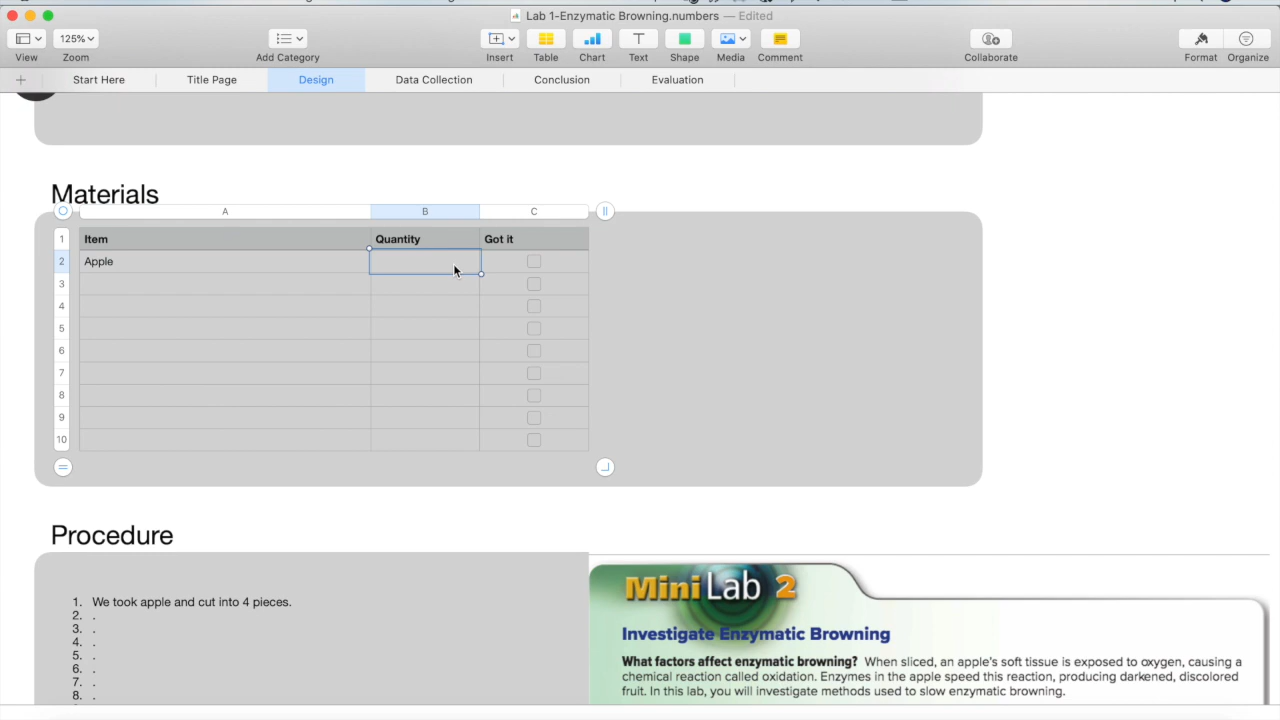 Lab 1-Enzymatic Browning.numbers — Edited
125%
View Zoom Add Category Insert Table Chart Text Shape Media Comment Collaborate Format Organize
Start Here Title Page Design Data Collection Conclusion Evaluation
Materials
A B C
1 Item Quantity Got it
2 Apple
3
4
5
6
7
8
9
10
Procedure
1. We took apple and cut into 4 pieces.
2. .
3. .
4. .
5. .
6. .
7. .
8. .
MiniLab 2
Investigate Enzymatic Browning
What factors affect enzymatic browning? When sliced, an apple's soft tissue is exposed to oxygen, causing a
chemical reaction called oxidation. Enzymes in the apple speed this reaction, producing darkened, discolored
fruit. In this lab, you will investigate methods used to slow enzymatic browning.